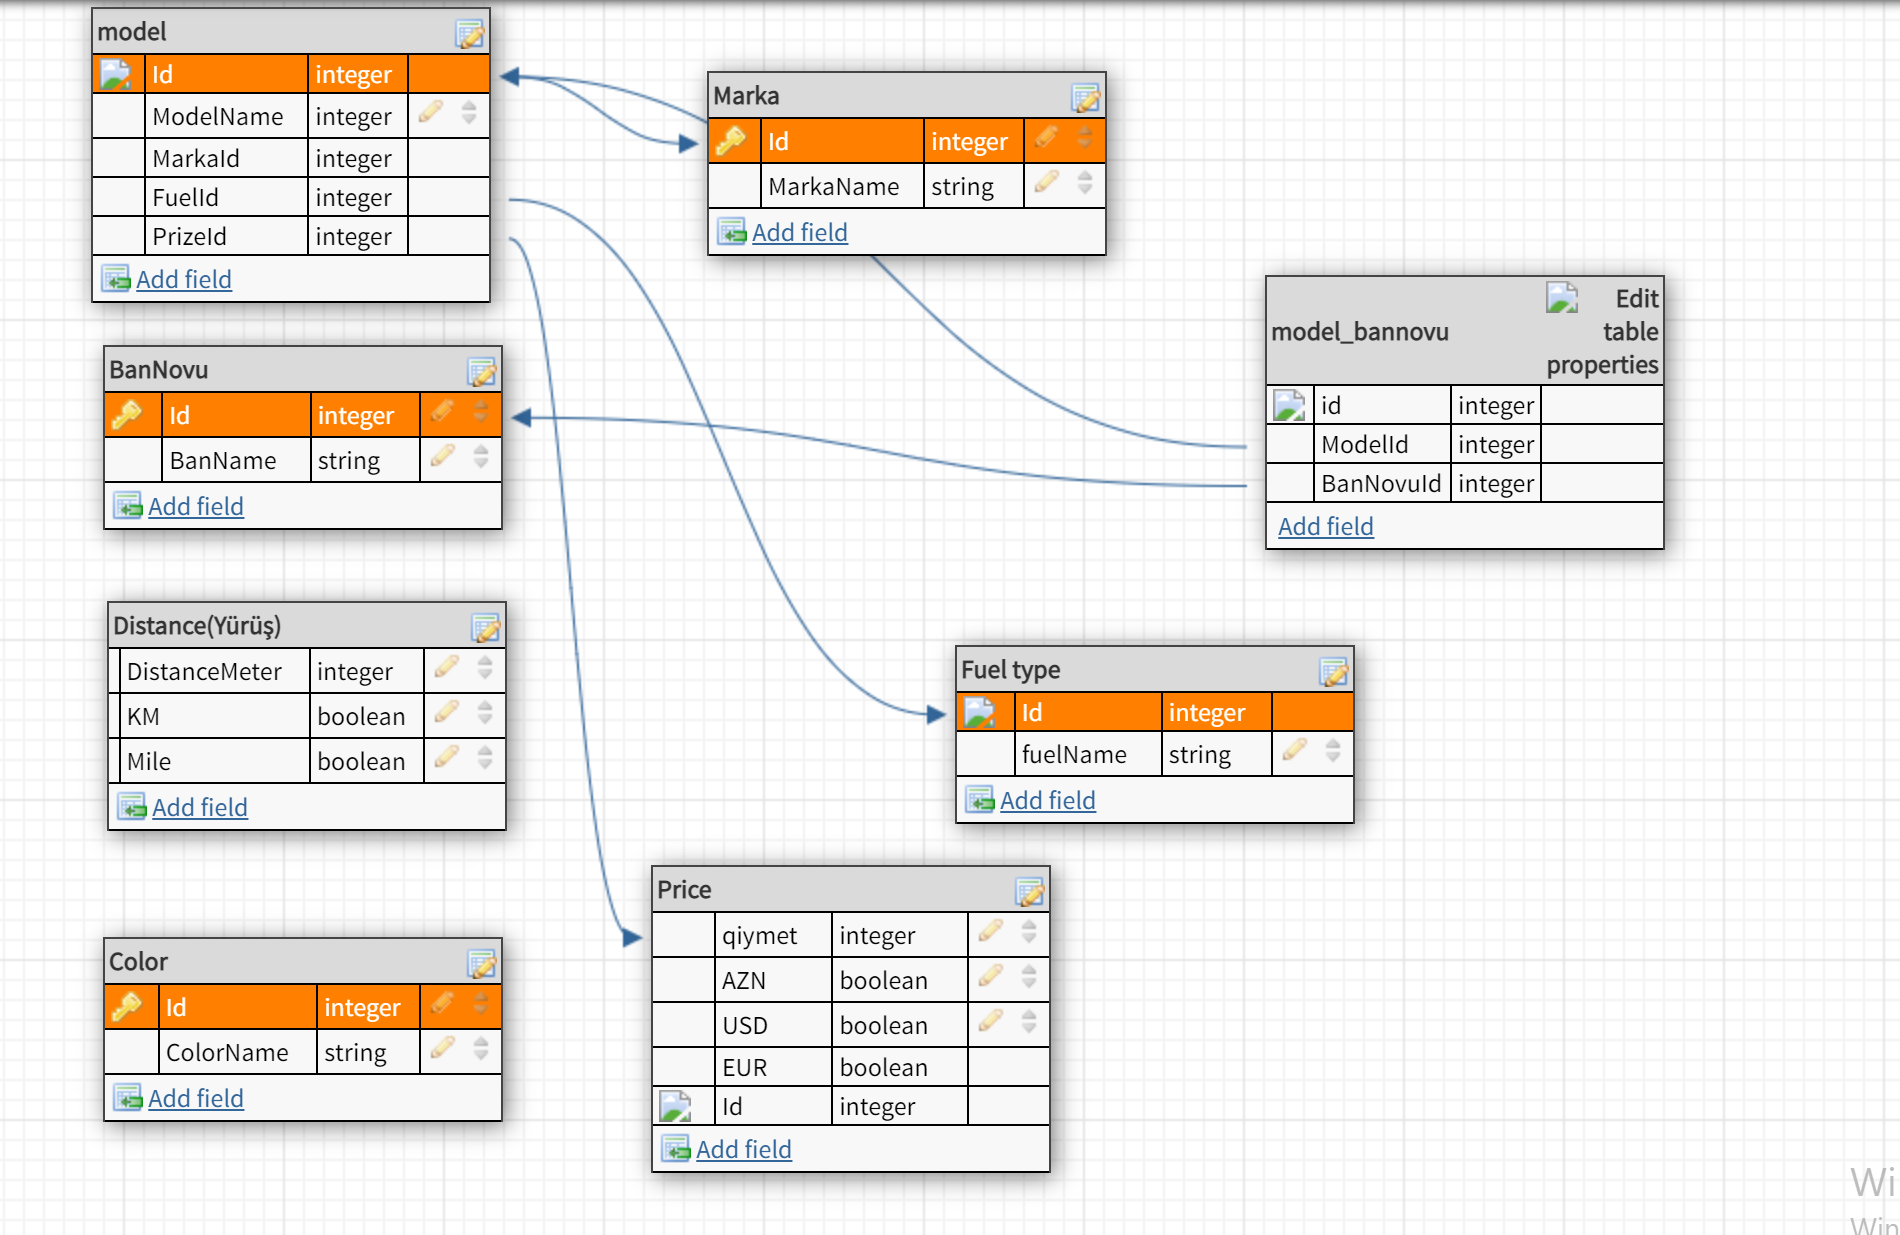 model
Id integer
ModelName integer
MarkaId integer
FuelId integer
PrizeId integer
Add field
Marka
Id integer
MarkaName string
Add field
model_bannovu
Edit
table
properties
id integer
ModelId integer
BanNovuId integer
Add field
BanNovu
Id integer
BanName string
Add field
Distance(Yürüş)
DistanceMeter integer
KM boolean
Mile boolean
Add field
Fuel type
Id integer
fuelName string
Add field
Price
qiymet integer
AZN boolean
USD boolean
EUR boolean
Id integer
Add field
Color
Id integer
ColorName string
Add field
Wi
Win